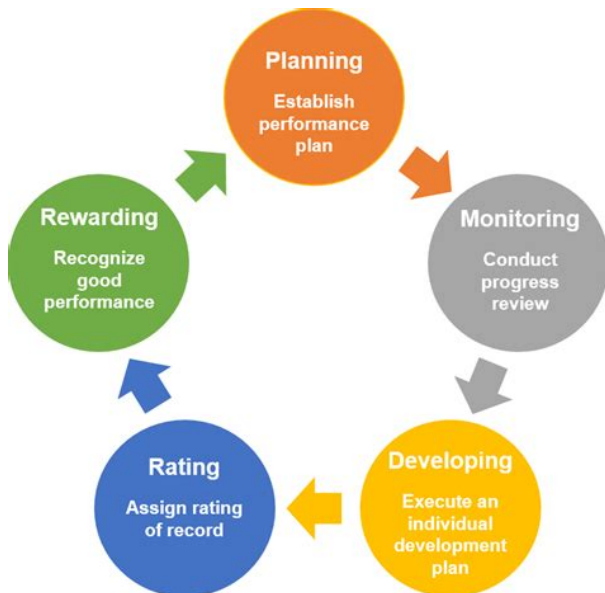 Planning
Establish
performance
plan
Monitoring
Conduct
progress
review
Developing
Execute an
individual
development
plan
Rating
Assign rating
of record
Rewarding
Recognize
good
performance